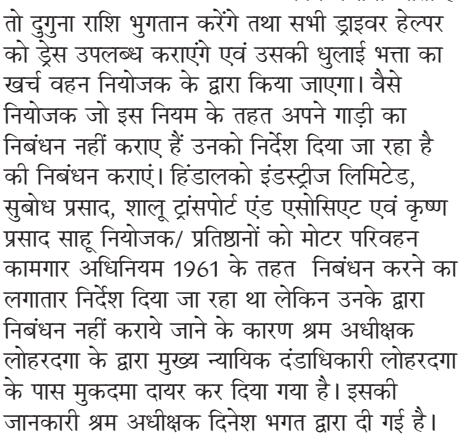 तो दुगुना राशि भुगतान करेंगे तथा सभी ड्राइवर हेल्पर
को ड्रेस उपलब्ध कराएंगे एवं उसकी धुलाई भत्ता का
खर्च वहन नियोजक के द्वारा किया जाएगा। वैसे
नियोजक जो इस नियम के तहत अपने गाड़ी का
निबंधन नहीं कराए हैं उनको निर्देश दिया जा रहा है
की निबंधन कराएं। हिंडालको इंडस्ट्रीज लिमिटेड,
सुबोध प्रसाद, शालू ट्रांसपोर्ट एंड एसोसिएट एवं कृष्ण
प्रसाद साहू नियोजक/ प्रतिष्ठानों को मोटर परिवहन
कामगार अधिनियम 1961 के तहत निबंधन करने का
लगातार निर्देश दिया जा रहा था लेकिन उनके द्वारा
निबंधन नहीं कराये जाने के कारण श्रम अधीक्षक
लोहरदगा के द्वारा मुख्य न्यायिक दंडाधिकारी लोहरदगा
के पास मुकदमा दायर कर दिया गया है। इसकी
जानकारी श्रम अधीक्षक दिनेश भगत द्वारा दी गई है।